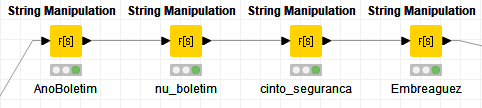 String Manipulation String Manipulation String Manipulation String Manipulation
r[s] r[s] r[s] r[s]
AnoBoletim nu_boletim cinto_seguranca Embreaguez